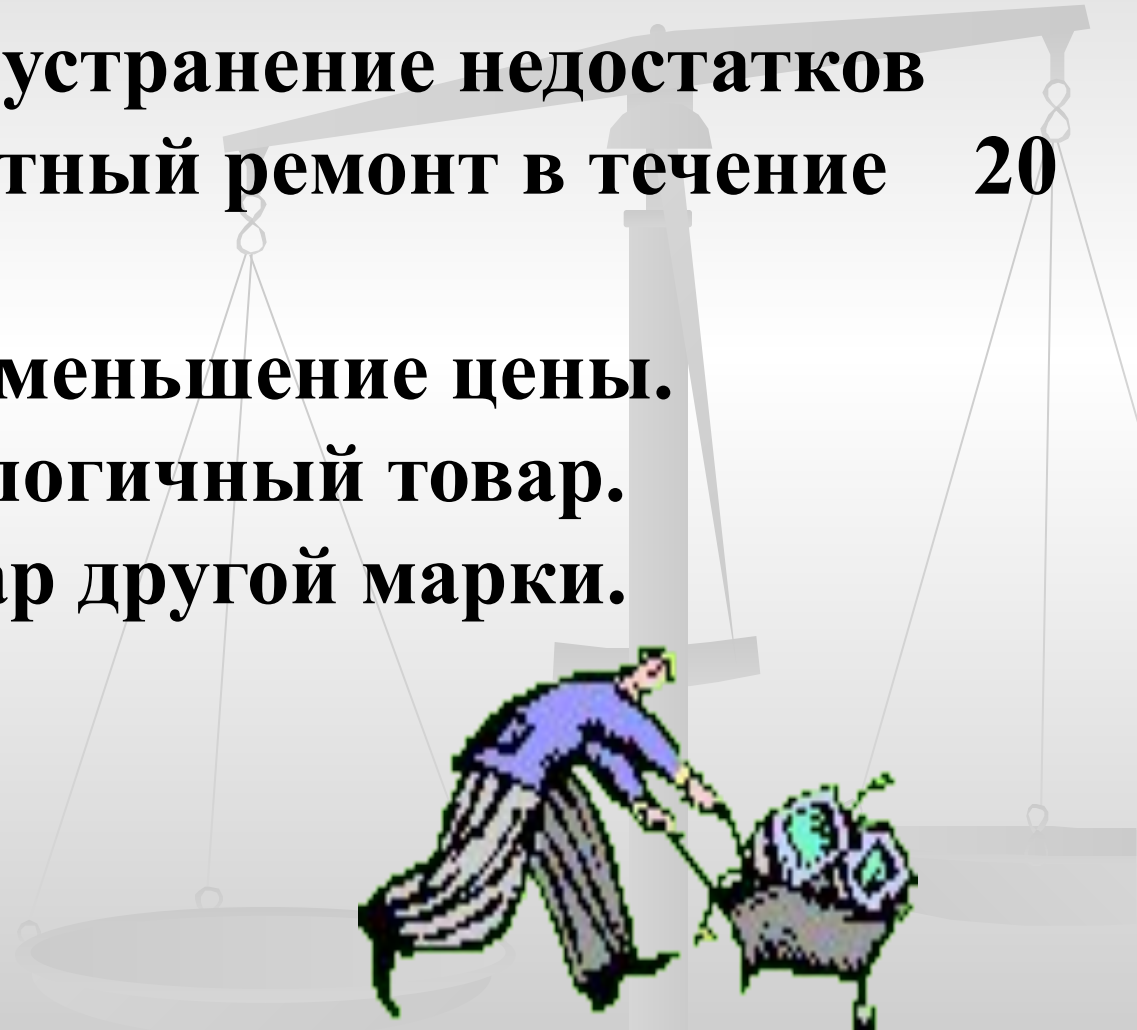 устранение недостатков
тный ремонт в течение 20
меньшение цены.
логичный товар.
ар другой марки.